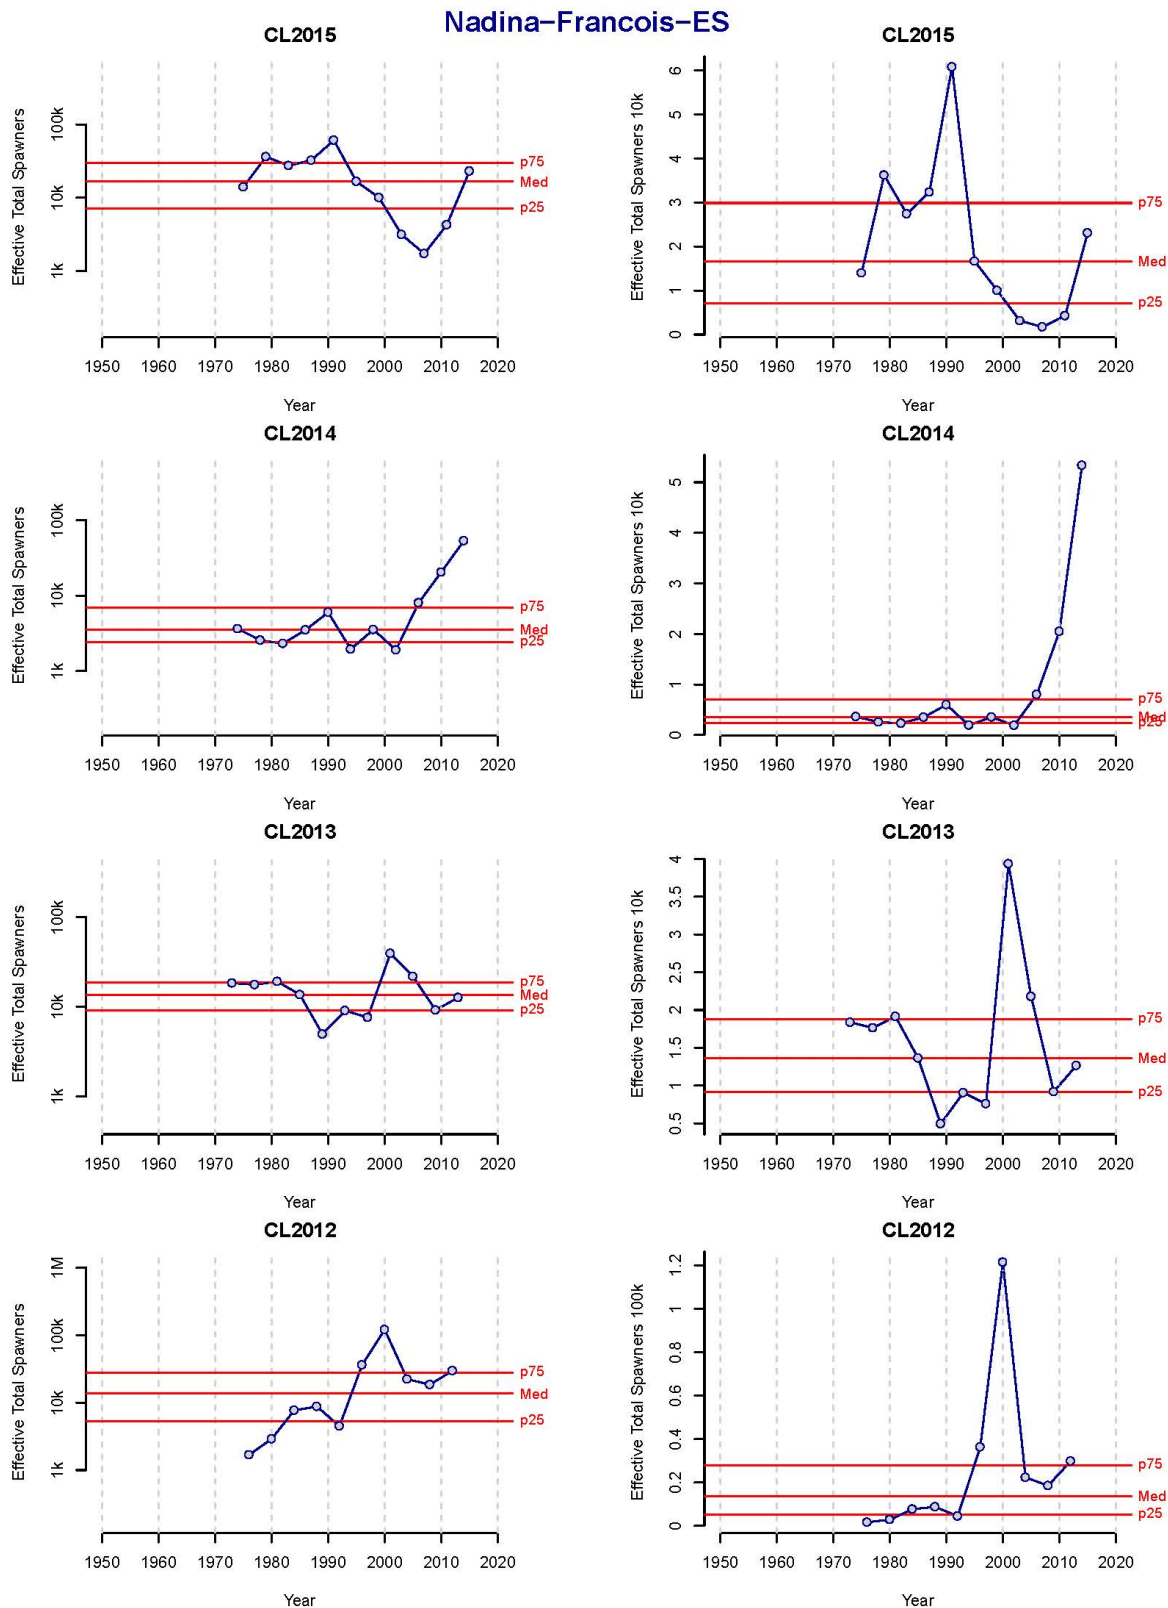 Nadina−Francois−ES
CL2015
Effective Total Spawners
100k
10k
1k
p75
Med
p25
1950 1960 1970 1980 1990 2000 2010 2020
Year
CL2015
Effective Total Spawners 10k
6
5
4
3
2
1
0
p75
Med
p25
1950 1960 1970 1980 1990 2000 2010 2020
Year
CL2014
Effective Total Spawners
100k
10k
1k
p75
Med
p25
1950 1960 1970 1980 1990 2000 2010 2020
Year
CL2014
Effective Total Spawners 10k
5
4
3
2
1
0
p75
Med
p25
1950 1960 1970 1980 1990 2000 2010 2020
Year
CL2013
Effective Total Spawners
100k
10k
1k
p75
Med
p25
1950 1960 1970 1980 1990 2000 2010 2020
Year
CL2013
Effective Total Spawners 10k
4
3.5
3
2.5
2
1.5
1
0.5
p75
Med
p25
1950 1960 1970 1980 1990 2000 2010 2020
Year
CL2012
Effective Total Spawners
1M
100k
10k
1k
p75
Med
p25
1950 1960 1970 1980 1990 2000 2010 2020
Year
CL2012
Effective Total Spawners 100k
1.2
1
0.8
0.6
0.4
0.2
0
p75
Med
p25
1950 1960 1970 1980 1990 2000 2010 2020
Year